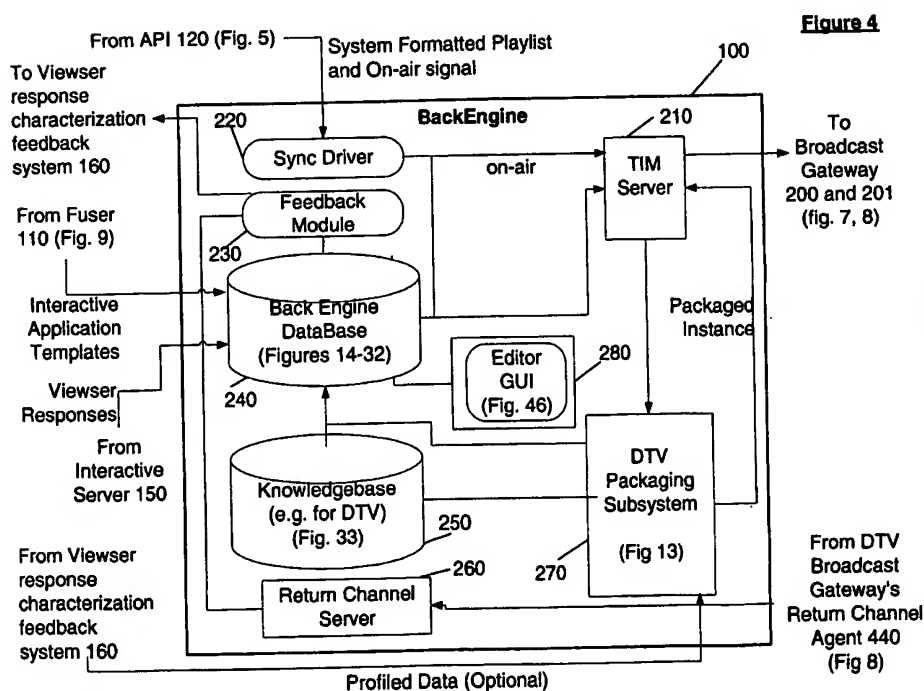 Figure 4
From API 120 (Fig. 5)
System Formatted Playlist
and On-air signal
100
To Viewser
response
characterization
feedback
system 160
BackEngine
220
210
Sync Driver
on-air
TIM
Server
To
Broadcast
Gateway
200 and 201
(fig. 7, 8)
Feedback
Module
230
From Fuser
110 (Fig. 9)
Interactive
Application
Templates
Back Engine
DataBase
(Figures 14-32)
240
Packaged
Instance
Editor
GUI
(Fig. 46)
280
Viewser
Responses
From
Interactive
Server 150
Knowledgebase
(e.g. for DTV)
(Fig. 33)
250
DTV
Packaging
Subsystem
(Fig 13)
270
From Viewser
response
characterization
feedback
system 160
260
Return Channel
Server
From DTV
Broadcast
Gateway's
Return Channel
Agent 440
(Fig 8)
Profiled Data (Optional)